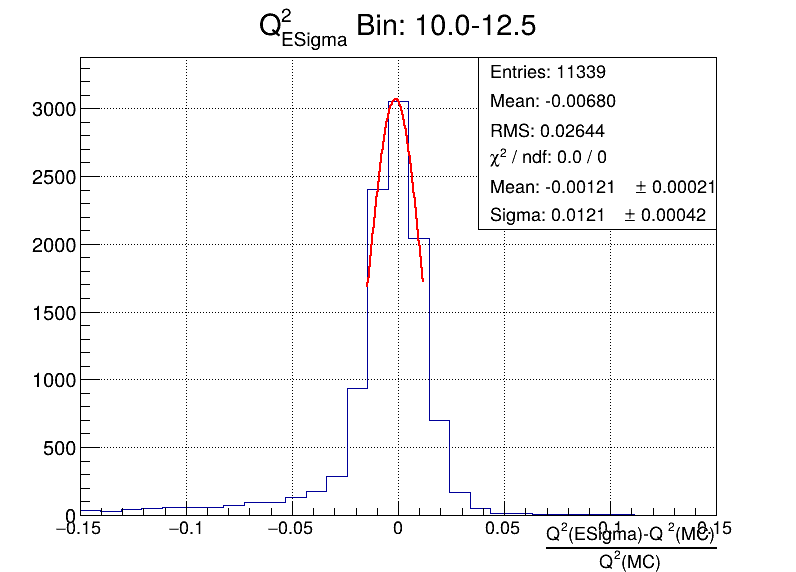 Q²ESigma Bin: 10.0-12.5
Entries: 11339
Mean: -0.00680
RMS: 0.02644
χ² / ndf: 0.0 / 0
Mean: -0.00121 ± 0.00021
Sigma: 0.0121 ± 0.00042
3000
2500
2000
1500
1000
500
0
−0.15 −0.1 −0.05 0 0.05 0.1 0.15
Q²(ESigma)-Q²(MC)
Q²(MC)